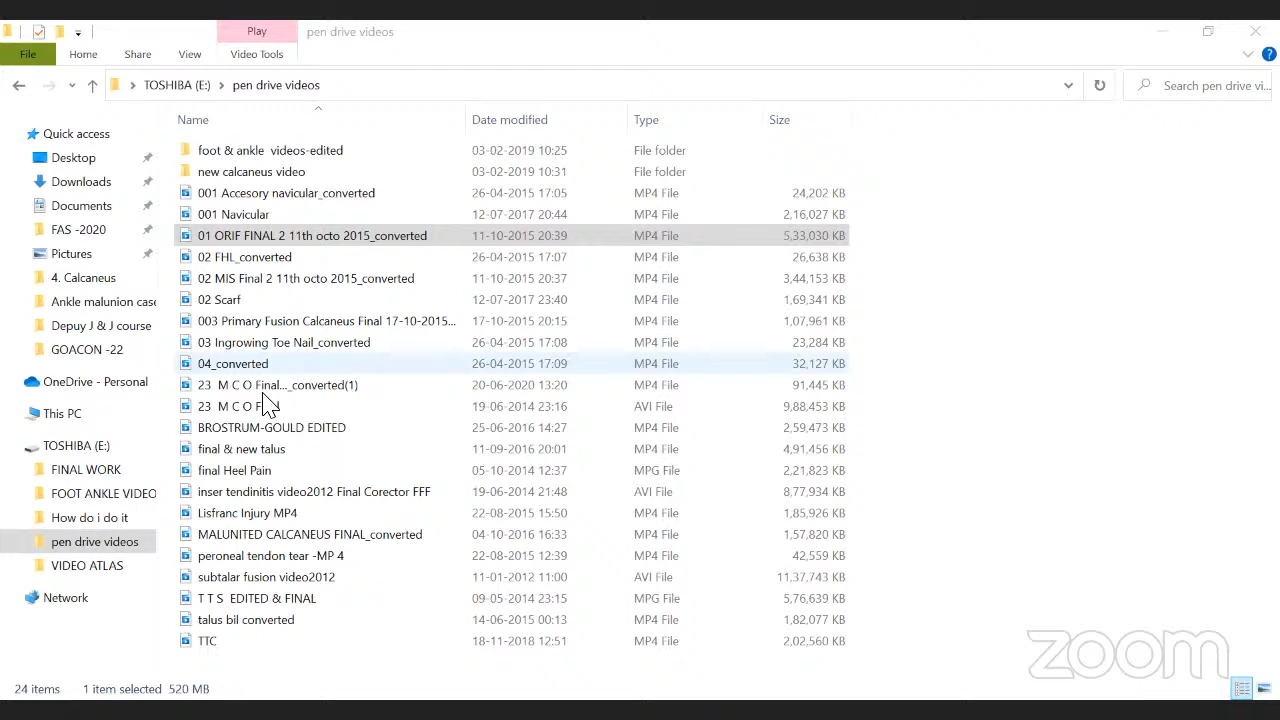 Play pen drive videos
File Home Share View Video Tools
TOSHIBA (E:) pen drive videos Search pen drive vi...
Name Date modified Type Size
Quick access
Desktop
Downloads
Documents
FAS -2020
Pictures
4. Calcaneus
Ankle malunion case
Depuy J & J course
GOACON -22
OneDrive - Personal
This PC
TOSHIBA (E:)
FINAL WORK
FOOT ANKLE VIDEO
How do i do it
pen drive videos
VIDEO ATLAS
Network
foot & ankle videos-edited 03-02-2019 10:25 File folder
new calcaneus video 03-02-2019 10:31 File folder
001 Accesory navicular_converted 26-04-2015 17:05 MP4 File 24,202 KB
001 Navicular 12-07-2017 20:44 MP4 File 2,16,027 KB
01 ORIF FINAL 2 11th octo 2015_converted 11-10-2015 20:39 MP4 File 5,33,030 KB
02 FHL_converted 26-04-2015 17:07 MP4 File 26,638 KB
02 MIS Final 2 11th octo 2015_converted 11-10-2015 20:37 MP4 File 3,44,153 KB
02 Scarf 12-07-2017 23:40 MP4 File 1,69,341 KB
003 Primary Fusion Calcaneus Final 17-10-2015... 17-10-2015 20:15 MP4 File 1,07,961 KB
03 Ingrowing Toe Nail_converted 26-04-2015 17:08 MP4 File 23,284 KB
04_converted 26-04-2015 17:09 MP4 File 32,127 KB
23 M C O Final..._converted(1) 20-06-2020 13:20 MP4 File 91,445 KB
23 M C O 19-06-2014 23:16 AVI File 9,88,453 KB
BROSTRUM-GOULD EDITED 25-06-2016 14:27 MP4 File 2,59,473 KB
final & new talus 11-09-2016 20:01 MP4 File 4,91,456 KB
final Heel Pain 05-10-2014 12:37 MPG File 2,21,823 KB
inser tendinitis video2012 Final Corector FFF 19-06-2014 21:48 AVI File 8,77,934 KB
Lisfranc Injury MP4 22-08-2015 15:50 MP4 File 1,85,926 KB
MALUNITED CALCANEUS FINAL_converted 04-10-2016 16:33 MP4 File 1,57,820 KB
peroneal tendon tear -MP 4 22-08-2015 12:39 MP4 File 42,559 KB
subtalar fusion video2012 11-01-2012 11:00 AVI File 11,37,743 KB
T T S EDITED & FINAL 09-05-2014 23:15 MPG File 5,76,639 KB
talus bil converted 14-06-2015 00:13 MP4 File 1,82,077 KB
TTC 18-11-2018 12:51 MP4 File 2,02,560 KB
zoom
24 items 1 item selected 520 MB